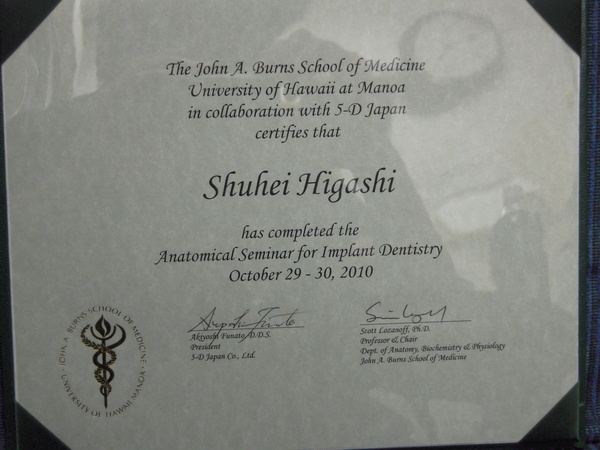 The John A. Burns School of Medicine
University of Hawaii at Manoa
in collaboration with 5-D Japan
certifies that
Shuhei Higashi
has completed the
Anatomical Seminar for Implant Dentistry
October 29 - 30, 2010
Akiyoshi Funato, D.D.S.
President
5-D Japan Co., Ltd.
Scott Lozanoff, Ph.D.
Professor & Chair
Dept. of Anatomy, Biochemistry & Physiology
John A. Burns School of Medicine
JOHN A. BURNS SCHOOL OF MEDICINE
UNIVERSITY OF HAWAII MANOA